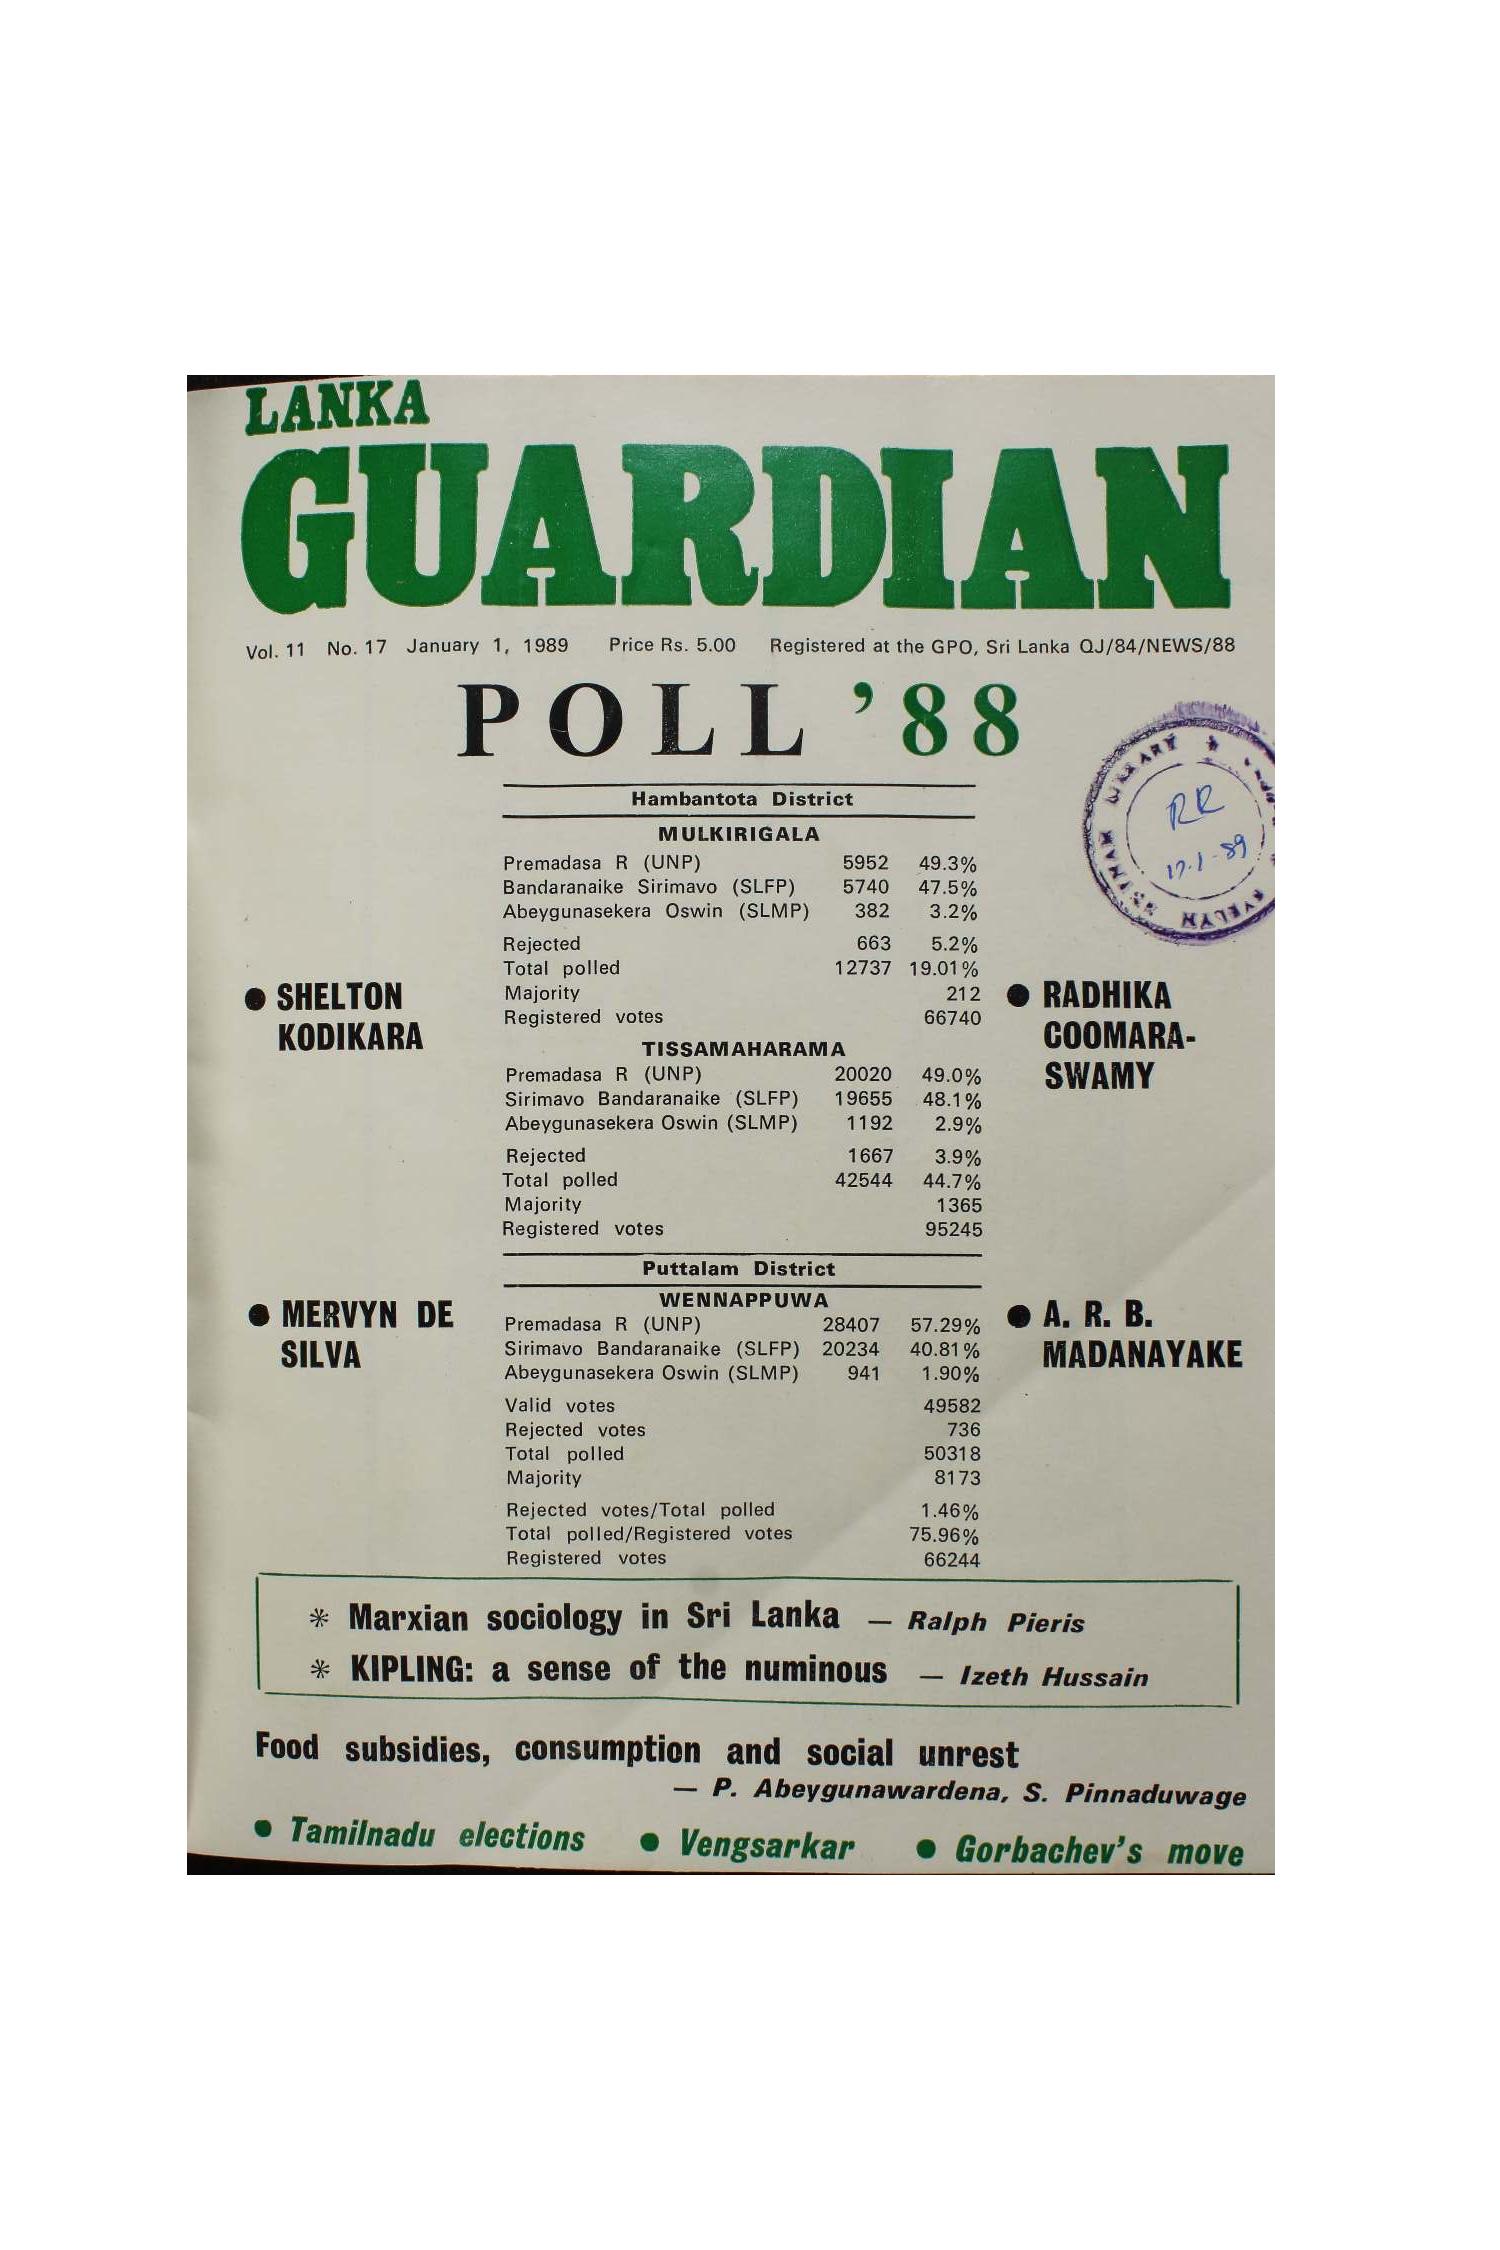 LANKA
GUARDIAN
Vol. 11 No. 17 January 1, 1989 Price Rs. 5.00 Registered at the GPO, Sri Lanka QJ/84/NEWS/88
POLL '88
Hambantota District
MULKIRIGALA
Premadasa R (UNP) 5952 49.3%
Bandaranaike Sirimavo (SLFP) 5740 47.5%
Abeygunasekera Oswin (SLMP) 382 3.2%
Rejected 663 5.2%
Total polled 12737 19.01%
Majority 212
Registered votes 66740
TISSAMAHARAMA
Premadasa R (UNP) 20020 49.0%
Sirimavo Bandaranaike (SLFP) 19655 48.1%
Abeygunasekera Oswin (SLMP) 1192 2.9%
Rejected 1667 3.9%
Total polled 42544 44.7%
Majority 1365
Registered votes 95245
Puttalam District
WENNAPPUWA
Premadasa R (UNP) 28407 57.29%
Sirimavo Bandaranaike (SLFP) 20234 40.81%
Abeygunasekera Oswin (SLMP) 941 1.90%
Valid votes 49582
Rejected votes 736
Total polled 50318
Majority 8173
Rejected votes/Total polled 1.46%
Total polled/Registered votes 75.96%
Registered votes 66244
● SHELTON
KODIKARA
● MERVYN DE
SILVA
LIBRARY
RR
17·1-89
● RADHIKA
COOMARA-
SWAMY
● A. R. B.
MADANAYAKE
* Marxian sociology in Sri Lanka — Ralph Pieris
* KIPLING: a sense of the numinous — Izeth Hussain
Food subsidies, consumption and social unrest
— P. Abeygunawardena, S. Pinnaduwage
● Tamilnadu elections ● Vengsarkar ● Gorbachev's move